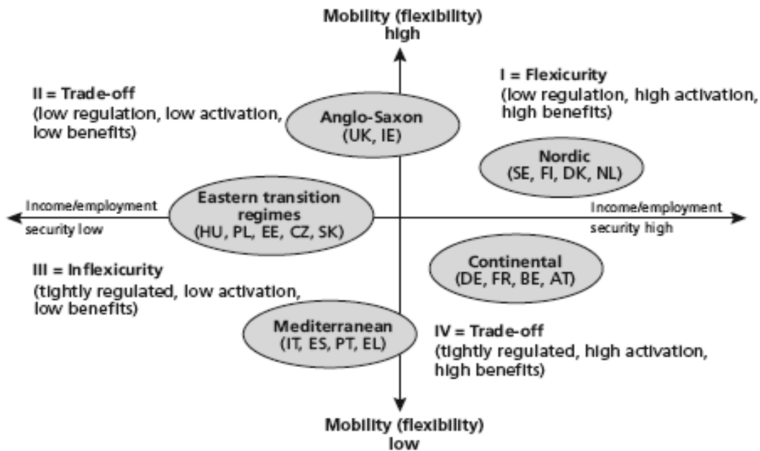 Mobility (flexibility)
high
II = Trade-off
(low regulation, low activation,
low benefits)
I = Flexicurity
(low regulation, high activation,
high benefits)
Anglo-Saxon
(UK, IE)
Nordic
(SE, FI, DK, NL)
Income/employment
security low
Eastern transition
regimes
(HU, PL, EE, CZ, SK)
Income/employment
security high
III = Inflexicurity
(tightly regulated, low activation,
low benefits)
Continental
(DE, FR, BE, AT)
Mediterranean
(IT, ES, PT, EL)
IV = Trade-off
(tightly regulated, high activation,
high benefits)
Mobility (flexibility)
low